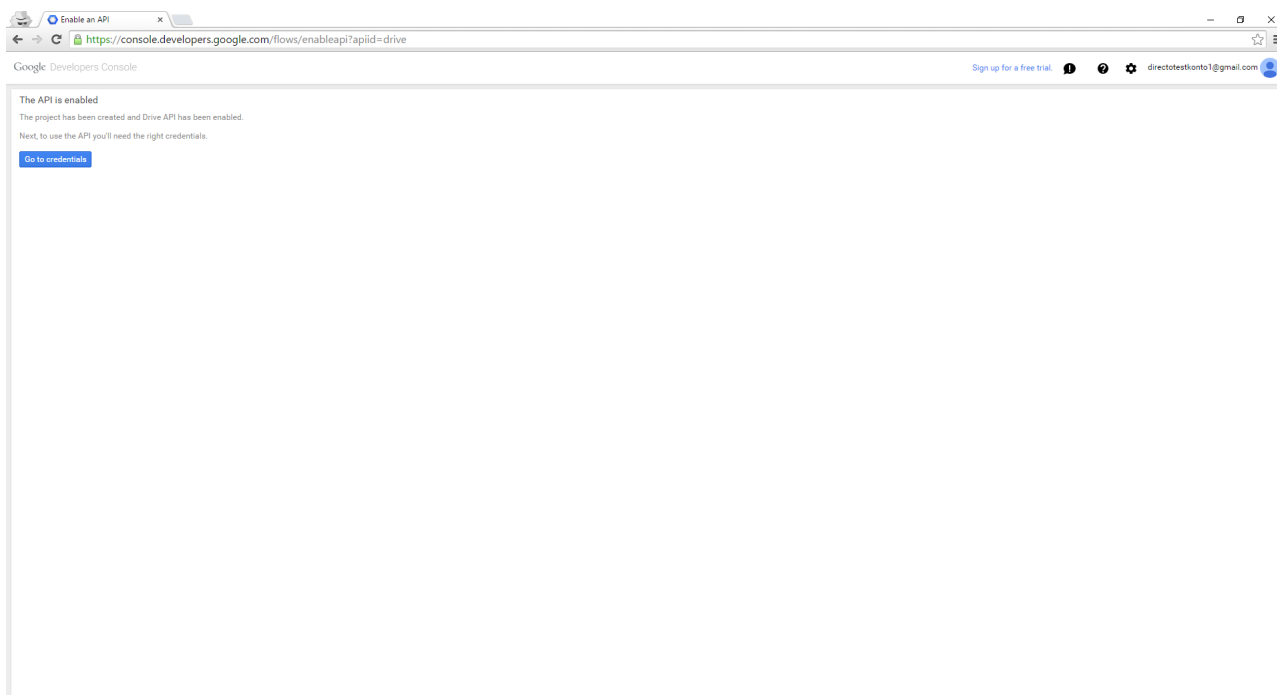 Enable an API
https://console.developers.google.com/flows/enableapi?apiid=drive
Google Developers Console
Sign up for a free trial.
directotestkonto1@gmail.com
The API is enabled
The project has been created and Drive API has been enabled.
Next, to use the API you'll need the right credentials.
Go to credentials